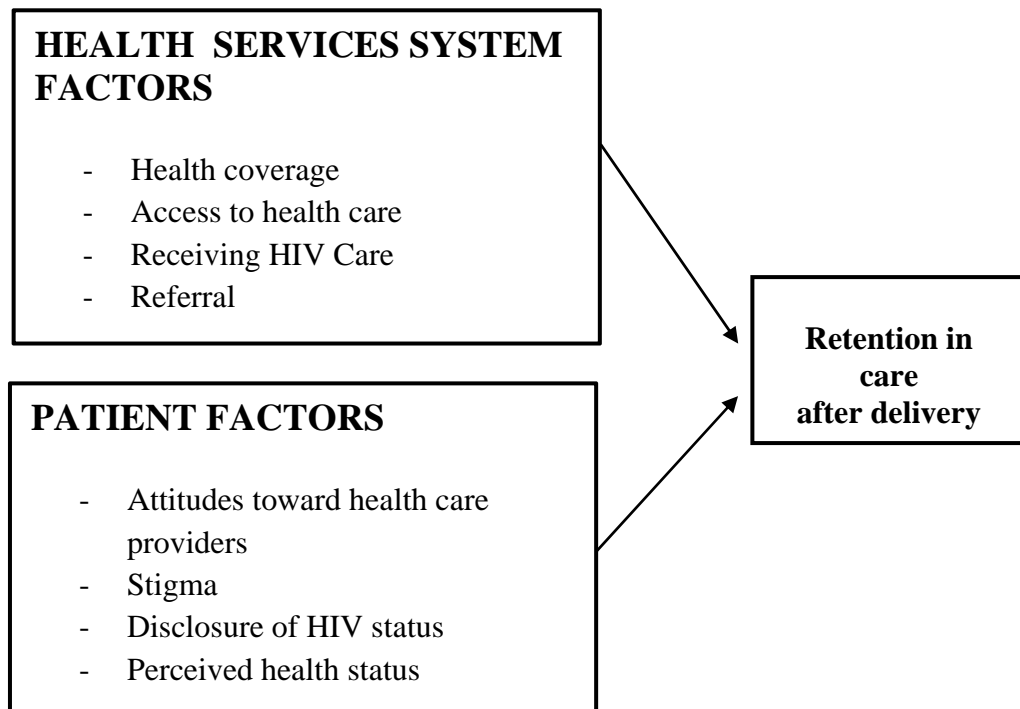 HEALTH SERVICES SYSTEM
FACTORS
- Health coverage
- Access to health care
- Receiving HIV Care
- Referral
PATIENT FACTORS
- Attitudes toward health care
providers
- Stigma
- Disclosure of HIV status
- Perceived health status
Retention in
care
after delivery